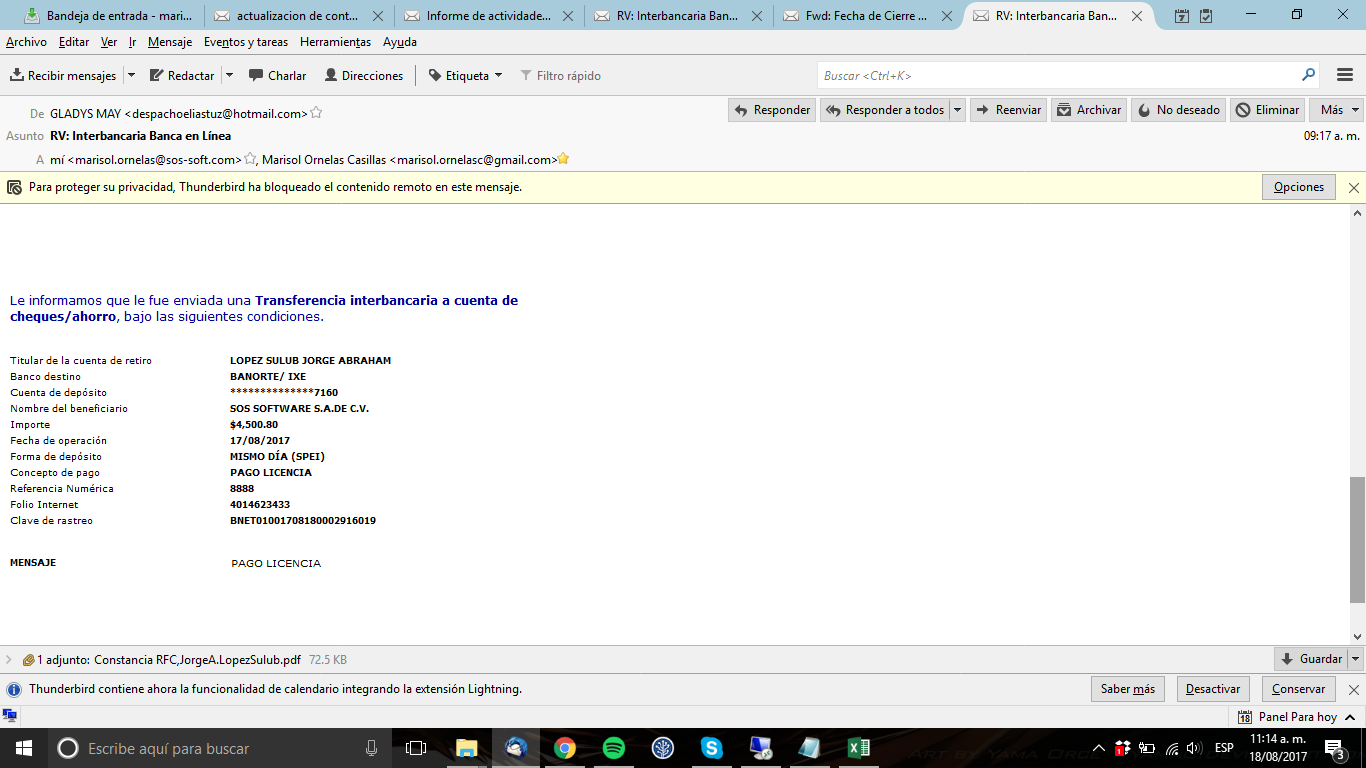 Bandeja de entrada - mari...
actualizacion de cont...
Informe de actividade...
RV: Interbancaria Ban...
Fwd: Fecha de Cierre ...
RV: Interbancaria Ban...
Archivo Editar Ver Ir Mensaje Eventos y tareas Herramientas Ayuda
Recibir mensajes Redactar Charlar Direcciones Etiqueta Filtro rápido Buscar <Ctrl+K>
De GLADYS MAY <despachoeliastuz@hotmail.com> Responder Responder a todos Reenviar Archivar No deseado Eliminar Más
Asunto RV: Interbancaria Banca en Línea 09:17 a. m.
A mí <marisol.ornelas@sos-soft.com>, Marisol Ornelas Casillas <marisol.ornelasc@gmail.com>
Para proteger su privacidad, Thunderbird ha bloqueado el contenido remoto en este mensaje. Opciones
Le informamos que le fue enviada una Transferencia interbancaria a cuenta de
cheques/ahorro, bajo las siguientes condiciones.
Titular de la cuenta de retiro LOPEZ SULUB JORGE ABRAHAM
Banco destino BANORTE/ IXE
Cuenta de depósito **************7160
Nombre del beneficiario SOS SOFTWARE S.A.DE C.V.
Importe $4,500.80
Fecha de operación 17/08/2017
Forma de depósito MISMO DÍA (SPEI)
Concepto de pago PAGO LICENCIA
Referencia Numérica 8888
Folio Internet 4014623433
Clave de rastreo BNET01001708180002916019
MENSAJE PAGO LICENCIA
1 adjunto: Constancia RFC,JorgeA.LopezSulub.pdf 72.5 KB Guardar
Thunderbird contiene ahora la funcionalidad de calendario integrando la extensión Lightning. Saber más Desactivar Conservar
18 Panel Para hoy
Escribe aquí para buscar
ESP
11:14 a. m.
18/08/2017
3